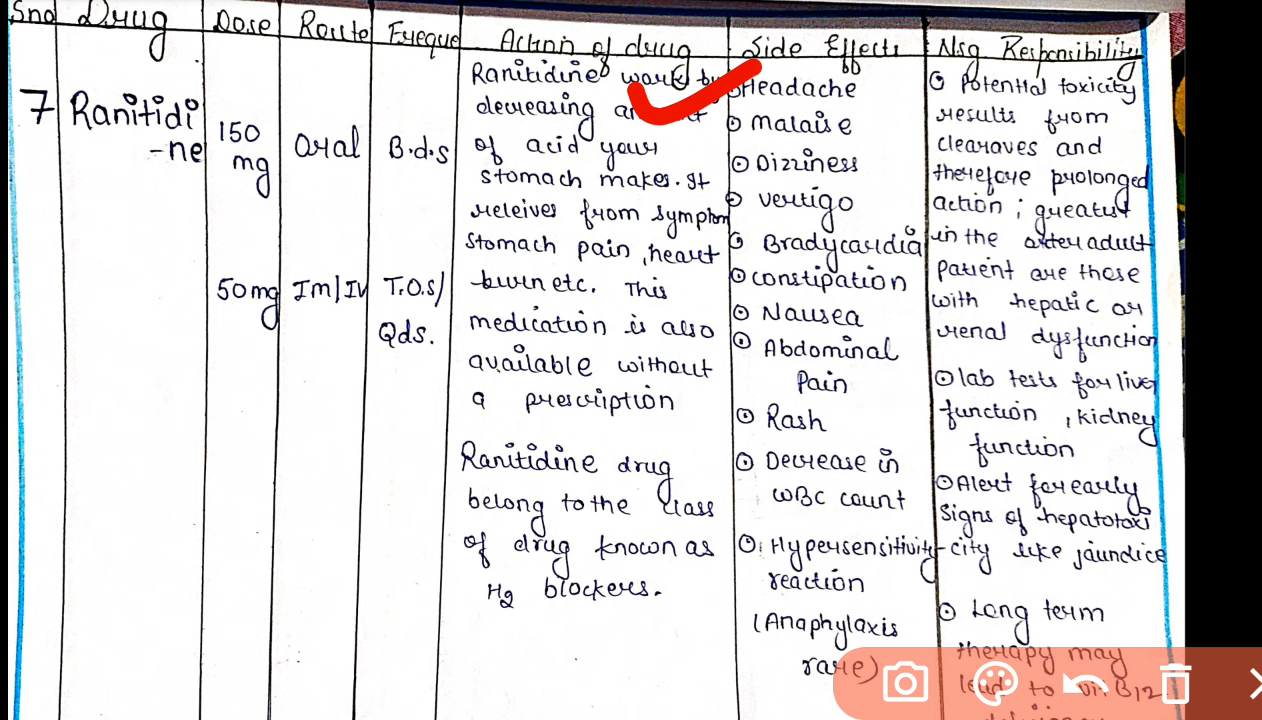 Sno Drug Dose Route Freque Action of drug Side Effects Nsg Responsibility
7 Ranitidi
-ne
150
mg
Oral
B.d.s
50mg
Im/IV
T.O.S/
Qds.
Ranitidine works by
decreasing
of acid your
stomach makes. It
releives from symptom
stomach pain, heart
burn etc. This
medication is also
available without
a prescription
Ranitidine drug
belong to the class
of drug known as
H2 blockers.
Headache
Malaise
Dizziness
Vertigo
Bradycardia
Constipation
Nausea
Abdominal
Pain
Rash
Decrease in
WBC count
Hypersensitivity
reaction
(Anaphylaxis
rare)
Potential toxicity
results from
clearaves and
therefore prolonged
action ; greatest
in the adult
patient are those
with hepatic or
renal dysfunction
lab tests for liver
function, kidney
function
Alert for early
Signs of hepatotoxi
-city like jaundice
Long term
therapy may
lead to B12